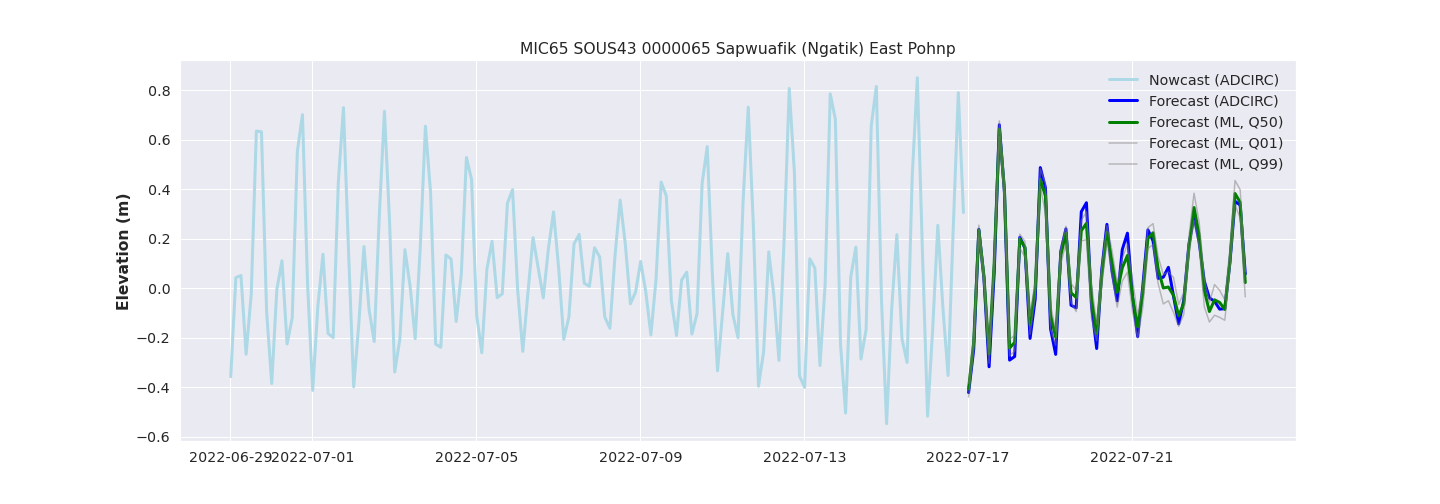 MIC65 SOUS43 0000065 Sapwuafik (Ngatik) East Pohnp
Nowcast (ADCIRC)
Forecast (ADCIRC)
Forecast (ML, Q50)
Forecast (ML, Q01)
Forecast (ML, Q99)
Elevation (m)
0.8
0.6
0.4
0.2
0.0
−0.2
−0.4
−0.6
2022-06-29 2022-07-01 2022-07-05 2022-07-09 2022-07-13 2022-07-17 2022-07-21